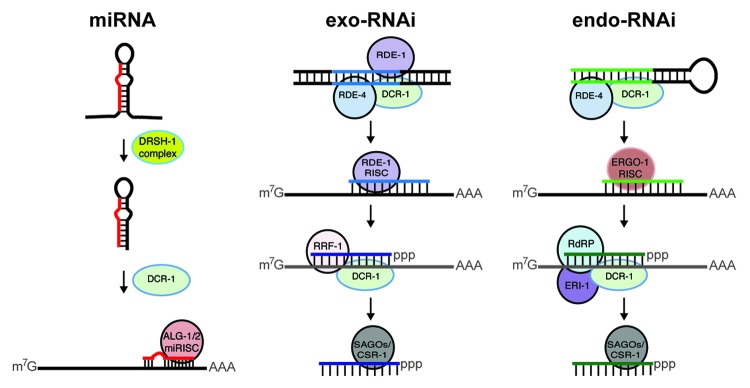 miRNA
DRSH-1
complex
DCR-1
ALG-1/2
miRISC
m⁷G
AAA
exo-RNAi
RDE-1
RDE-4
DCR-1
RDE-1
RISC
m⁷G
AAA
RRF-1
ppp
m⁷G
AAA
DCR-1
SAGOs/
CSR-1
ppp
endo-RNAi
RDE-4
DCR-1
ERGO-1
RISC
m⁷G
AAA
RdRP
ppp
m⁷G
AAA
ERI-1
DCR-1
SAGOs/
CSR-1
ppp